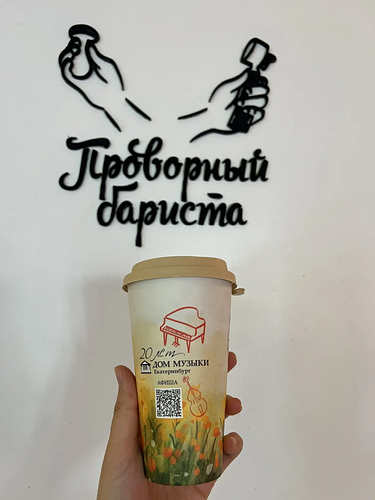 Проворный
бариста
20 лет
ДОМ МУЗЫКИ
Екатеринбург
АФИША